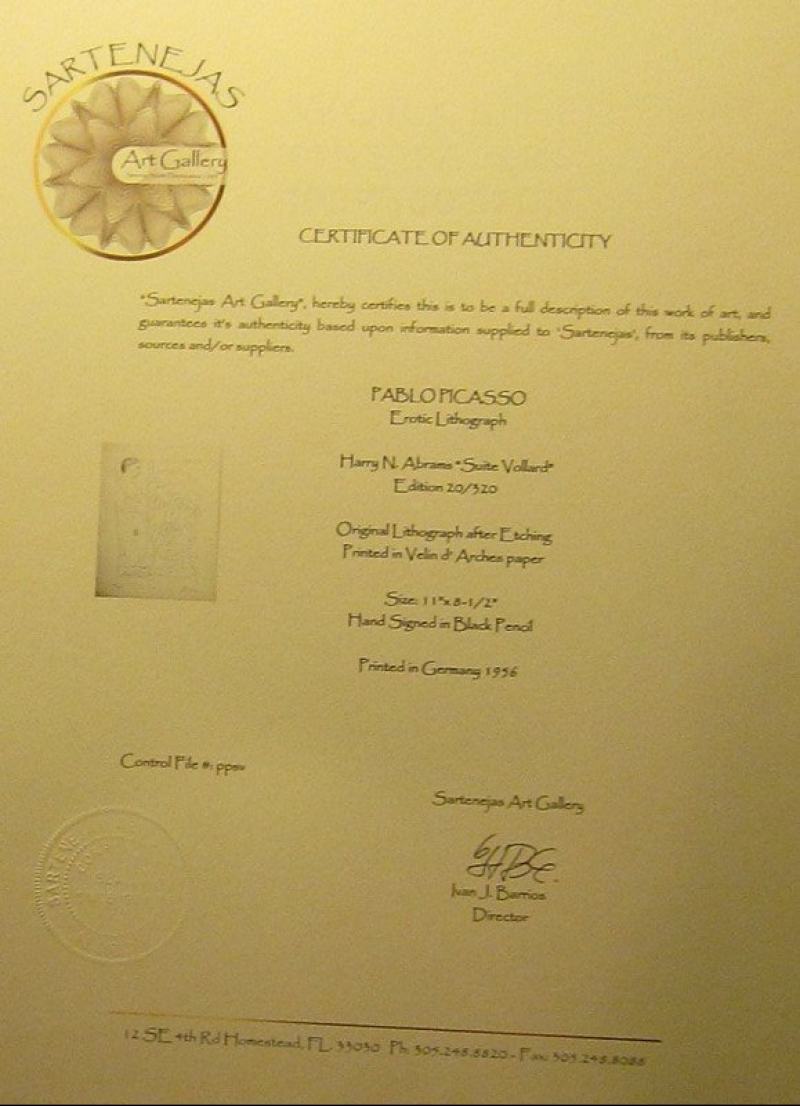 SARTENEJAS
Art Gallery
CERTIFICATE OF AUTHENTICITY
"Sartenejas Art Gallery", hereby certifies this is to be a full description of this work of art, and
guarantees it's authenticity based upon information supplied to 'Sartenejas', from its publishers,
sources and/or suppliers.
PABLO PICASSO
Erotic Lithograph
Harry N. Abrams "Suite Vollard"
Edition 20/320
Original Lithograph after Etching
Printed in Velin d' Arches paper
Size: 11"x 8-1/2"
Hand Signed in Black Pencil
Printed in Germany 1956
Control File #: ppsv
Sartenejas Art Gallery
Ivan J. Barrios
Director
SARTENE
12 SE 4th Rd Homestead, FL 33030 Ph: 305.248.8820 - Fax: 305.248.8088